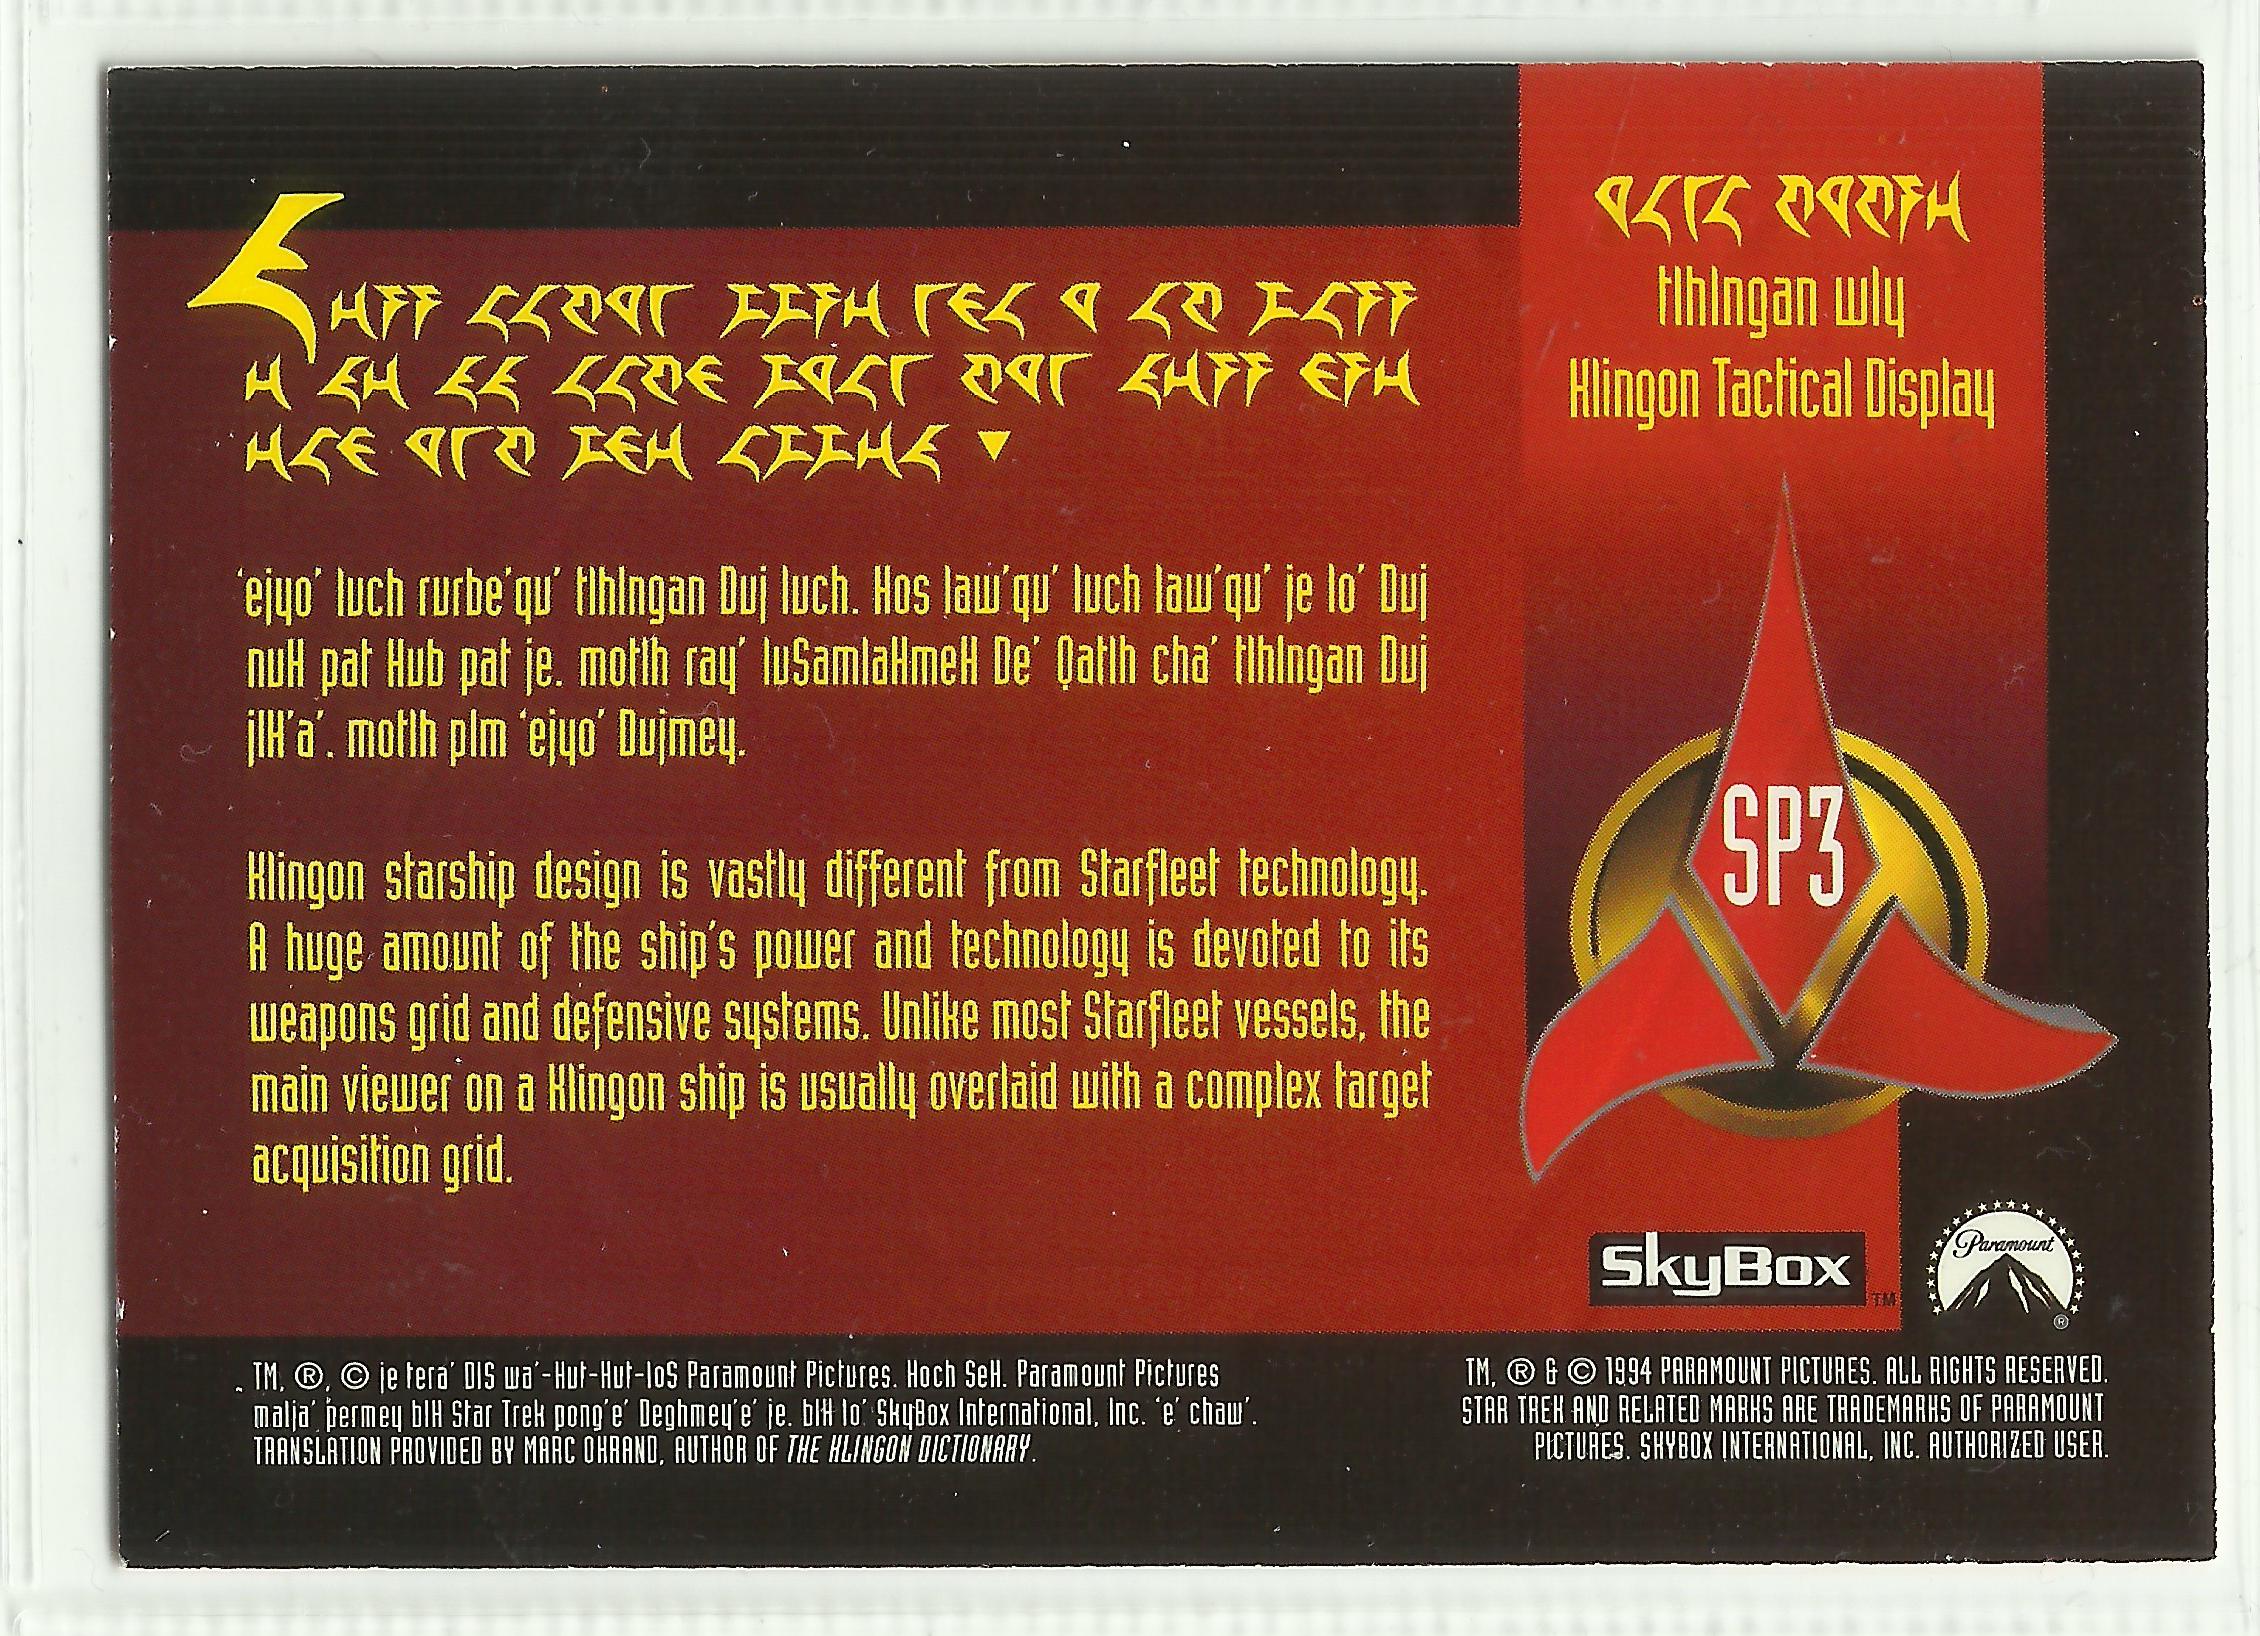 tlhIngan wIy
Klingon Tactical Display
'ejyo' luch rurbe'qu' tlhIngan Duj luch. Hos law'qu' luch law'qu' je lo' Duj
nuH pat Hub pat je. motlh ray' luSamlaHmeH De' Qatlh cha' tlhIngan Duj
jIH'a'. motlh pIm 'ejyo' Dujmey.
Klingon starship design is vastly different from Starfleet technology.
A huge amount of the ship's power and technology is devoted to its
weapons grid and defensive systems. Unlike most Starfleet vessels, the
main viewer on a Klingon ship is usually overlaid with a complex target
acquisition grid.
SP3
SkyBox TM
Paramount ®
TM, ®, © je tera' DIS wa'-Hut-Hut-loS Paramount Pictures. Hoch SeH. Paramount Pictures
malja' permey bIH Star Trek pong'e' Deghmey'e' je. bIH lo' SkyBox International, Inc. 'e' chaw'.
TRANSLATION PROVIDED BY MARC OKRAND, AUTHOR OF THE KLINGON DICTIONARY.
TM, ® & © 1994 PARAMOUNT PICTURES. ALL RIGHTS RESERVED.
STAR TREK AND RELATED MARKS ARE TRADEMARKS OF PARAMOUNT
PICTURES. SKYBOX INTERNATIONAL, INC. AUTHORIZED USER.